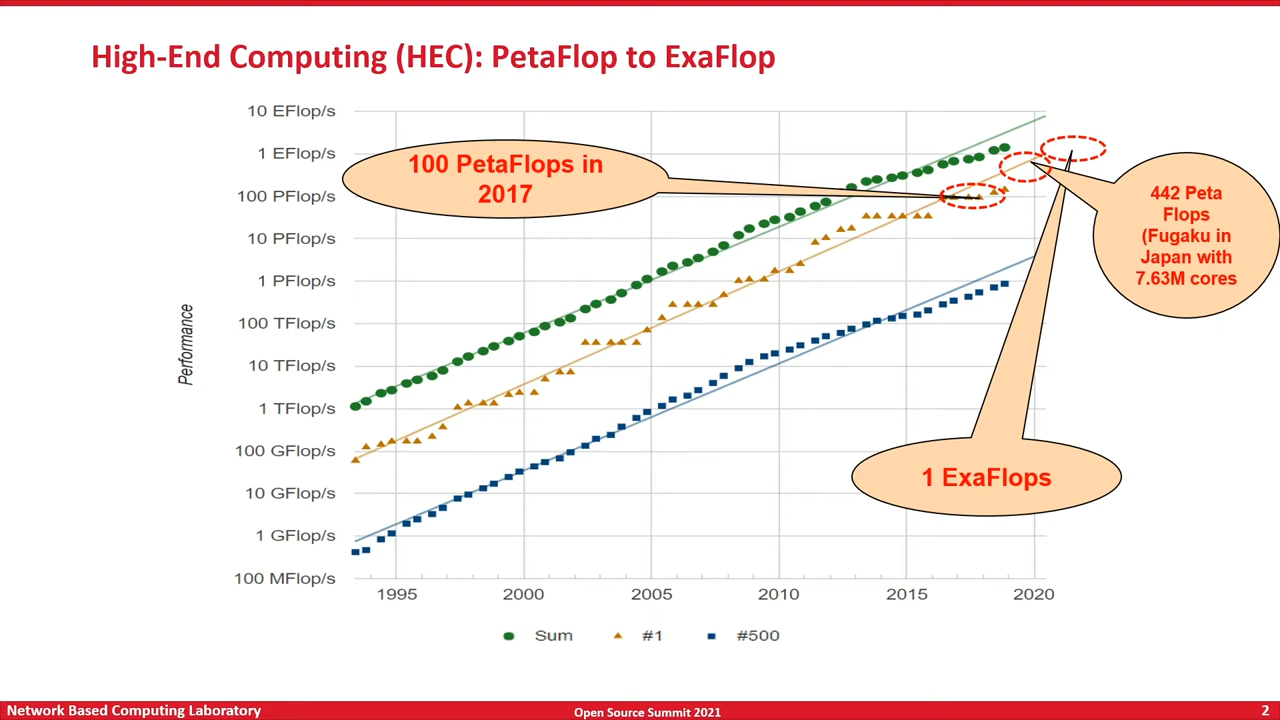 High-End Computing (HEC): PetaFlop to ExaFlop
10 EFlop/s
1 EFlop/s
100 PFlop/s
10 PFlop/s
1 PFlop/s
100 TFlop/s
10 TFlop/s
1 TFlop/s
100 GFlop/s
10 GFlop/s
1 GFlop/s
100 MFlop/s
Performance
100 PetaFlops in
2017
442 Peta
Flops
(Fugaku in
Japan with
7.63M cores
1 ExaFlops
1995 2000 2005 2010 2015 2020
Sum #1 #500
Network Based Computing Laboratory
Open Source Summit 2021
2